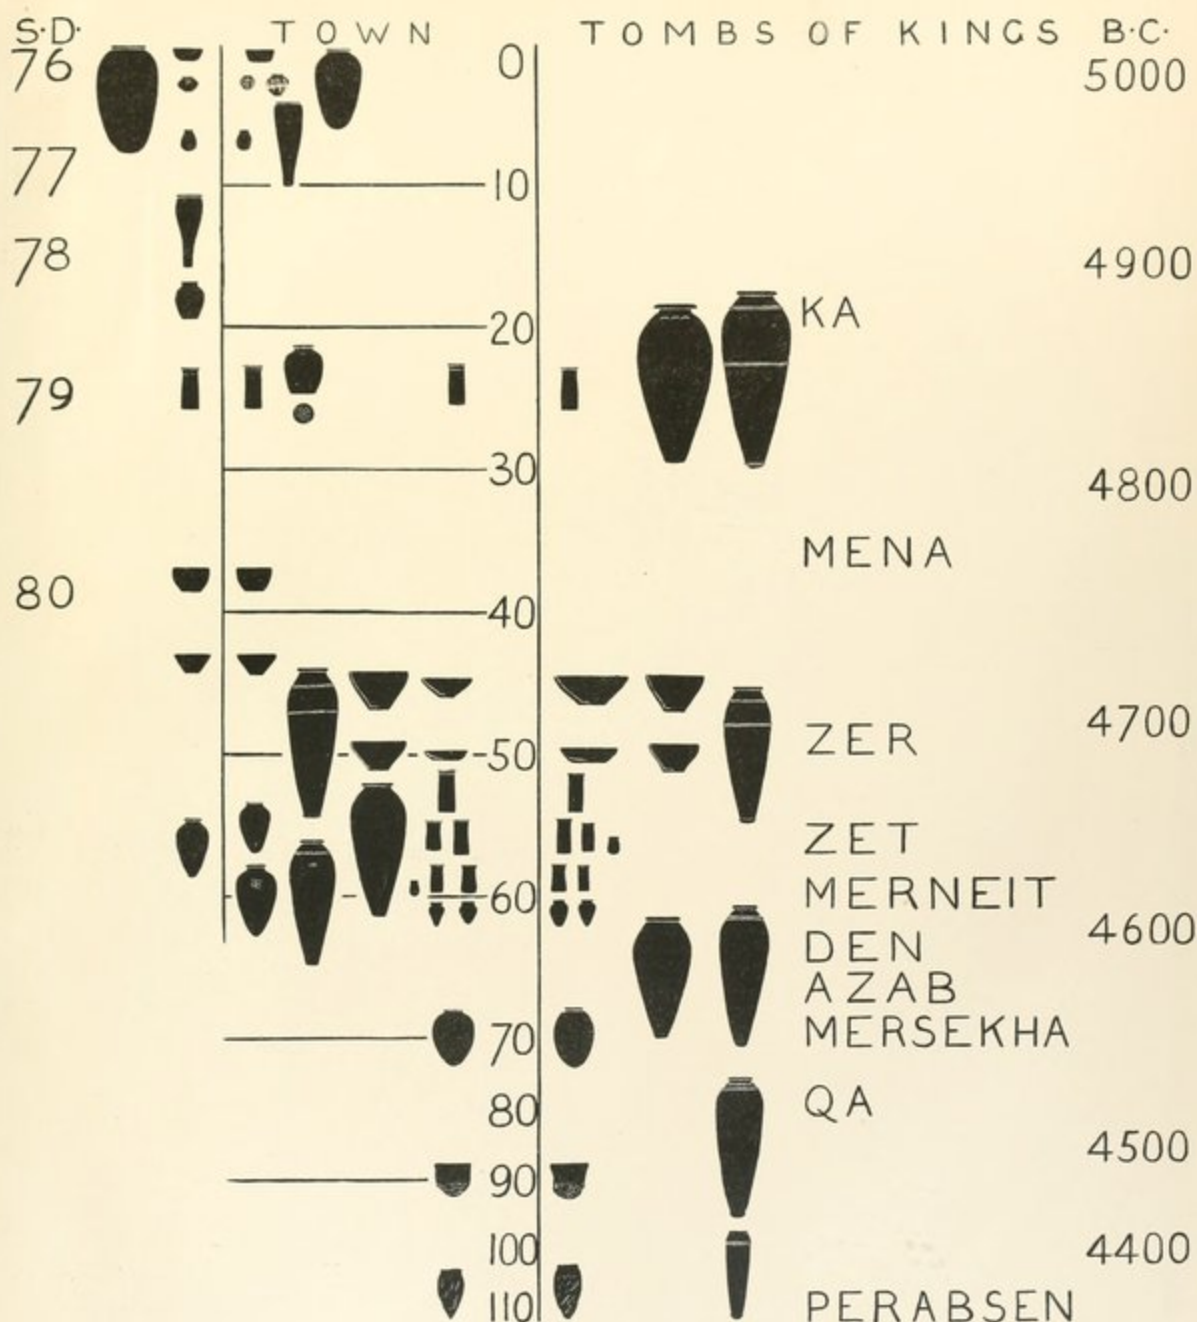 S.D. TOWN TOMBS OF KINGS B.C.
76 0 5000
77
10
78 4900
KA
20
79
30
4800
MENA
80
40
4700
ZER
50
ZET
MERNEIT
60
4600
DEN
AZAB
MERSEKHA
70
QA
80
4500
90
100 4400
110 PERABSEN